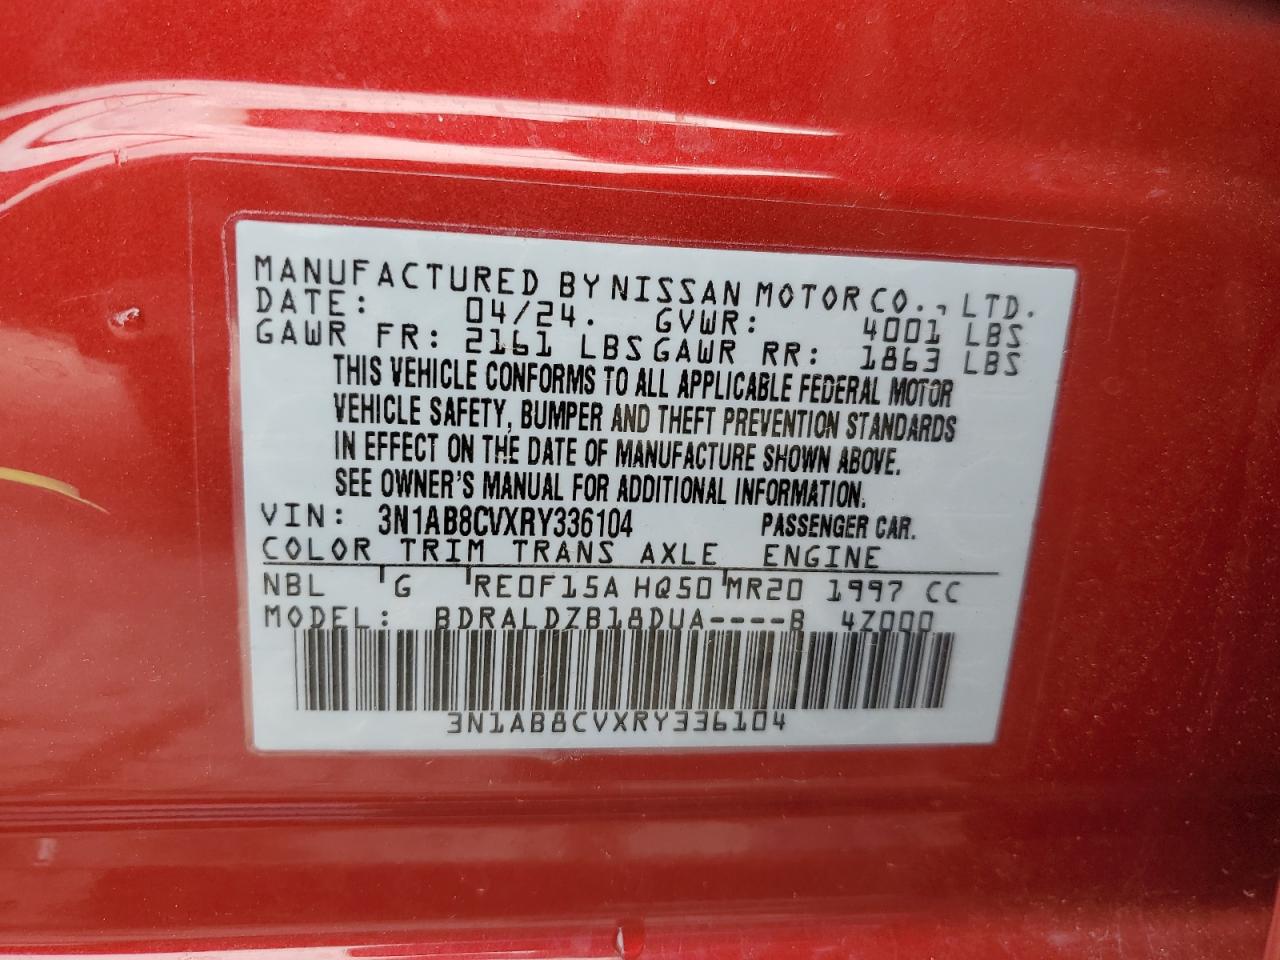 MANUFACTURED BY NISSAN MOTOR CO., LTD.
DATE: 04/24. GVWR: 4001 LBS
GAWR FR: 2161 LBS GAWR RR: 1863 LBS
THIS VEHICLE CONFORMS TO ALL APPLICABLE FEDERAL MOTOR
VEHICLE SAFETY, BUMPER AND THEFT PREVENTION STANDARDS
IN EFFECT ON THE DATE OF MANUFACTURE SHOWN ABOVE.
SEE OWNER'S MANUAL FOR ADDITIONAL INFORMATION.
VIN: 3N1AB8CVXRY336104 PASSENGER CAR.
COLOR TRIM TRANS AXLE ENGINE
NBL G RE0F15A HQ50 MR20 1997 CC
MODEL: BDRALDZB18DUA----B 4Z000
3N1AB8CVXRY336104